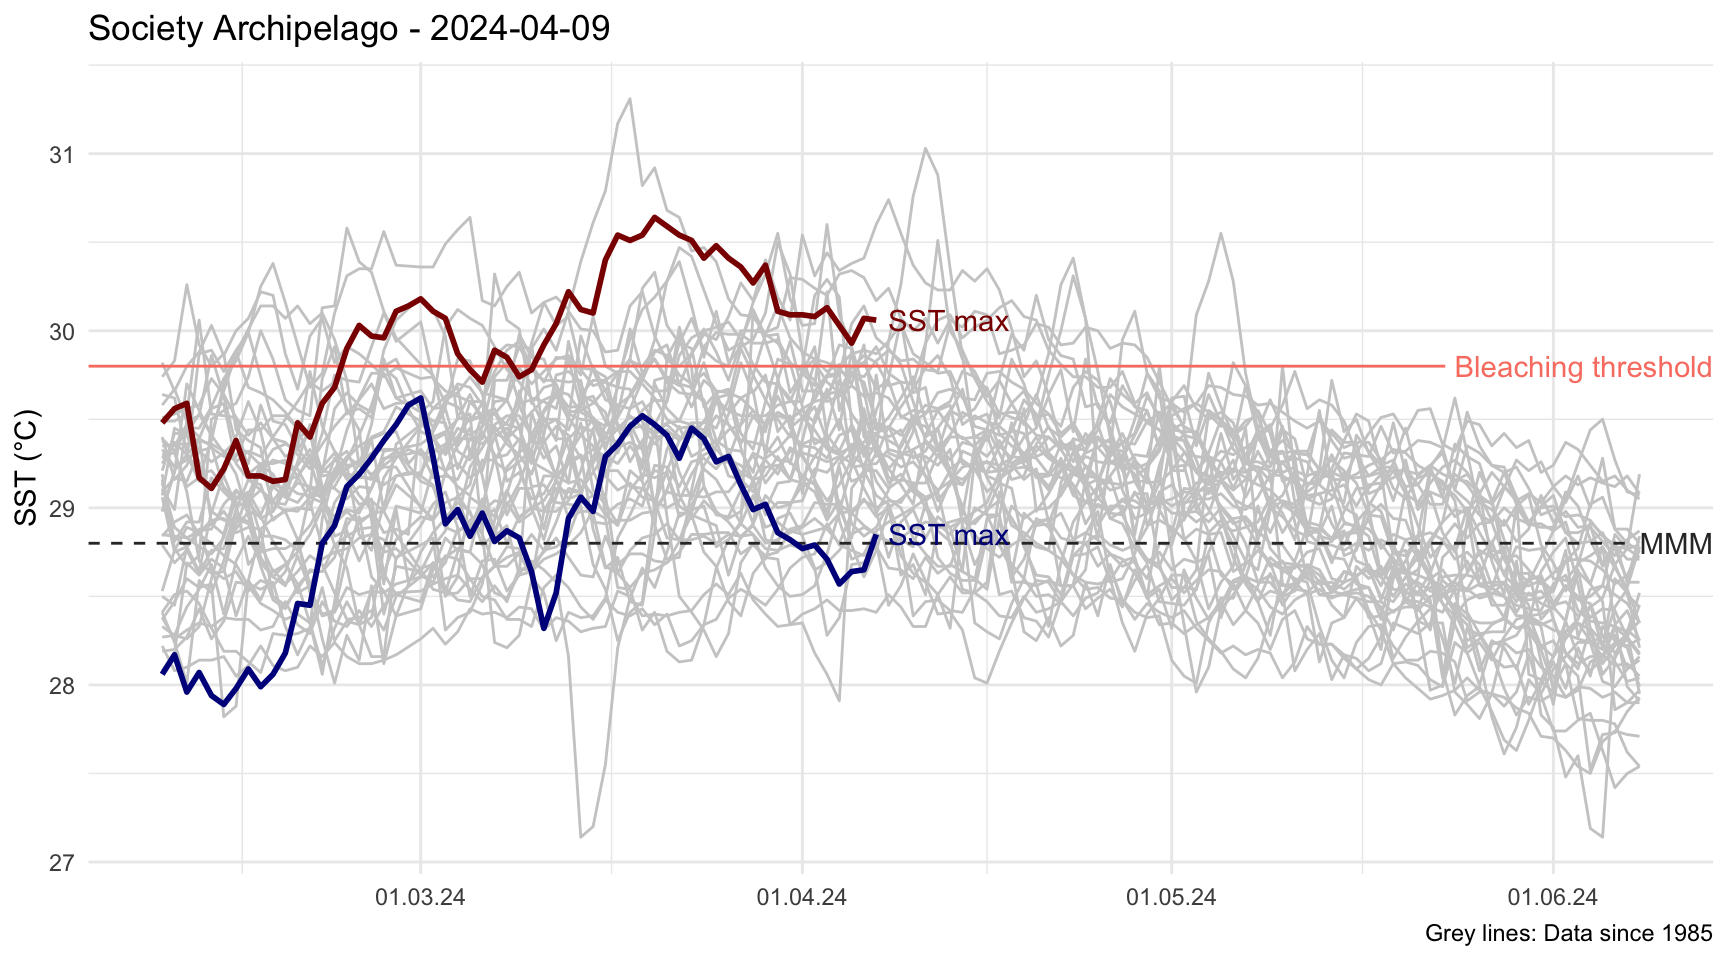 Society Archipelago - 2024-04-09
SST (°C)
31
30
29
28
27
SST max
Bleaching threshold
SST max
MMM
01.03.24
01.04.24
01.05.24
01.06.24
Grey lines: Data since 1985